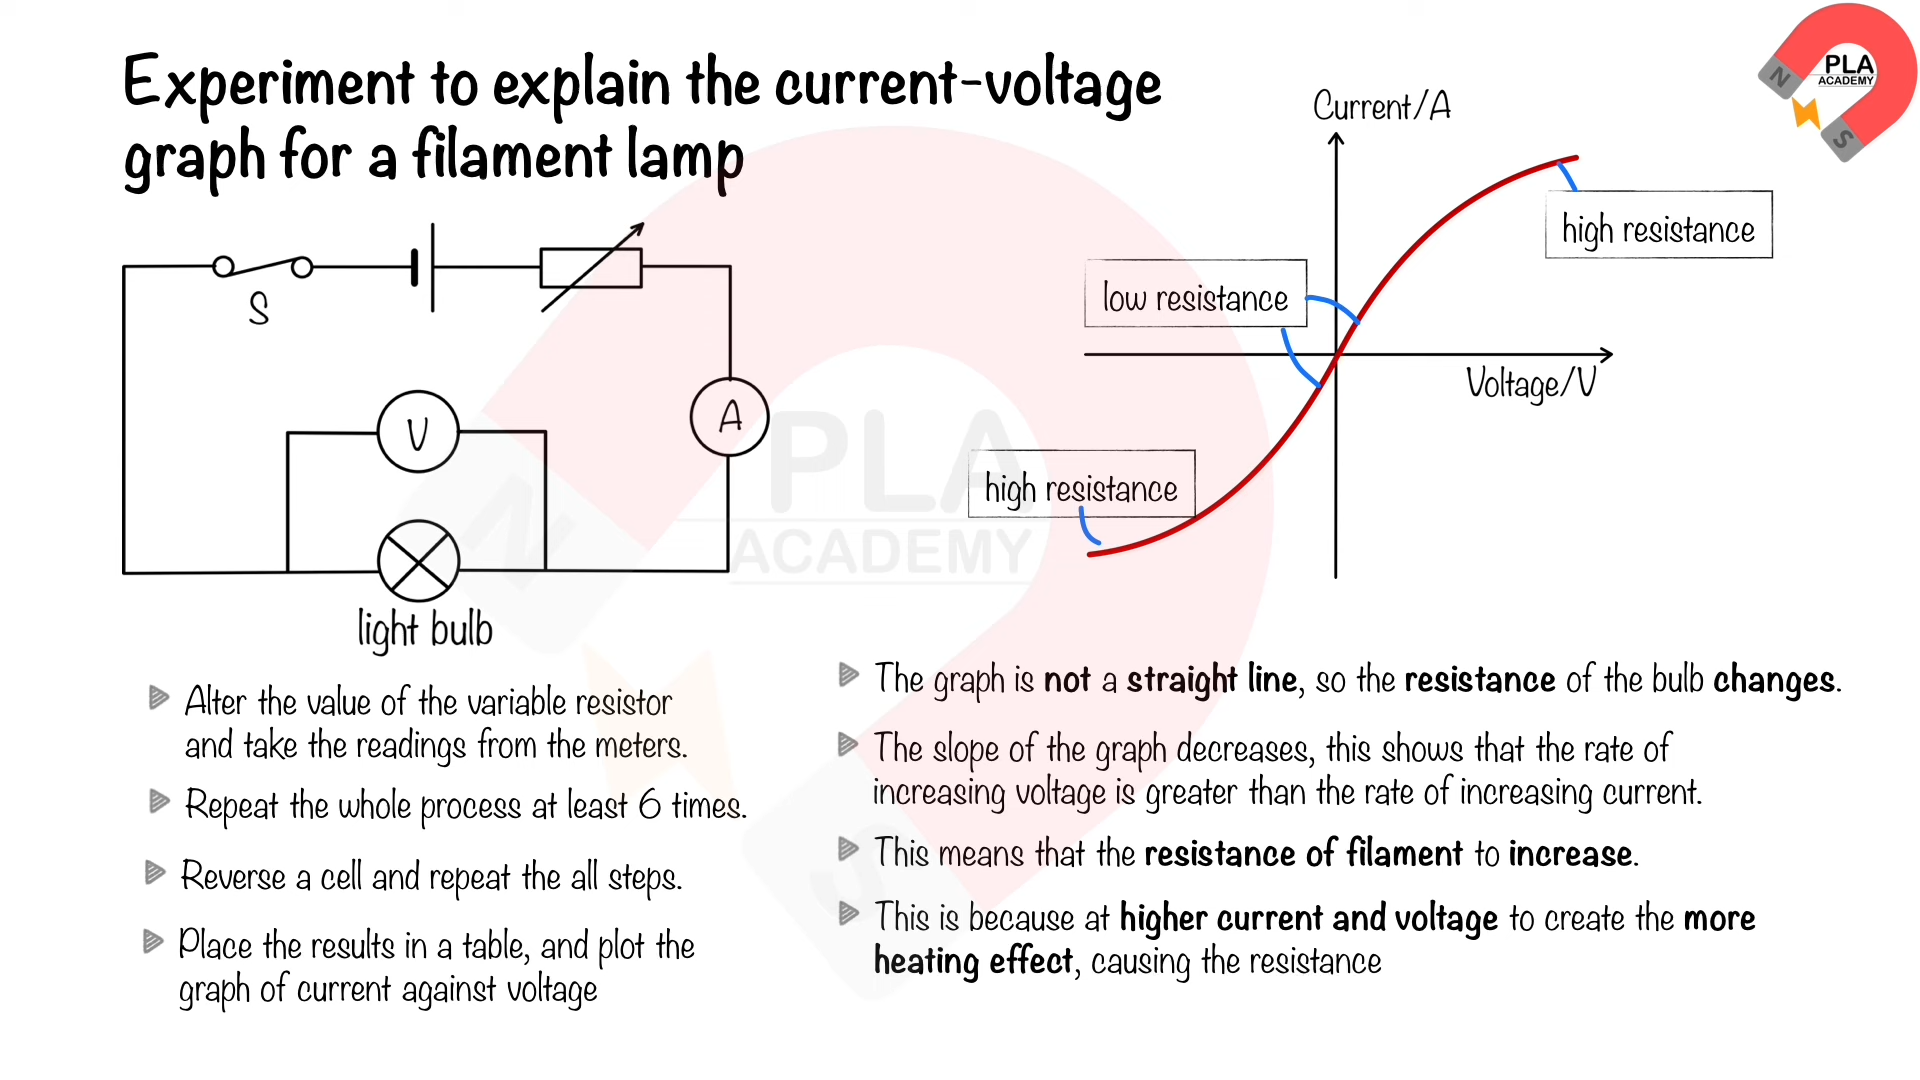 Experiment to explain the current-voltage
graph for a filament lamp
S
V
A
light bulb
Current/A
Voltage/V
high resistance
low resistance
high resistance
N
PLA
ACADEMY
S
N
PLA
ACADEMY
S
Alter the value of the variable resistor
and take the readings from the meters.
Repeat the whole process at least 6 times.
Reverse a cell and repeat the all steps.
Place the results in a table, and plot the
graph of current against voltage
The graph is not a straight line, so the resistance of the bulb changes.
The slope of the graph decreases, this shows that the rate of
increasing voltage is greater than the rate of increasing current.
This means that the resistance of filament to increase.
This is because at higher current and voltage to create the more
heating effect, causing the resistance